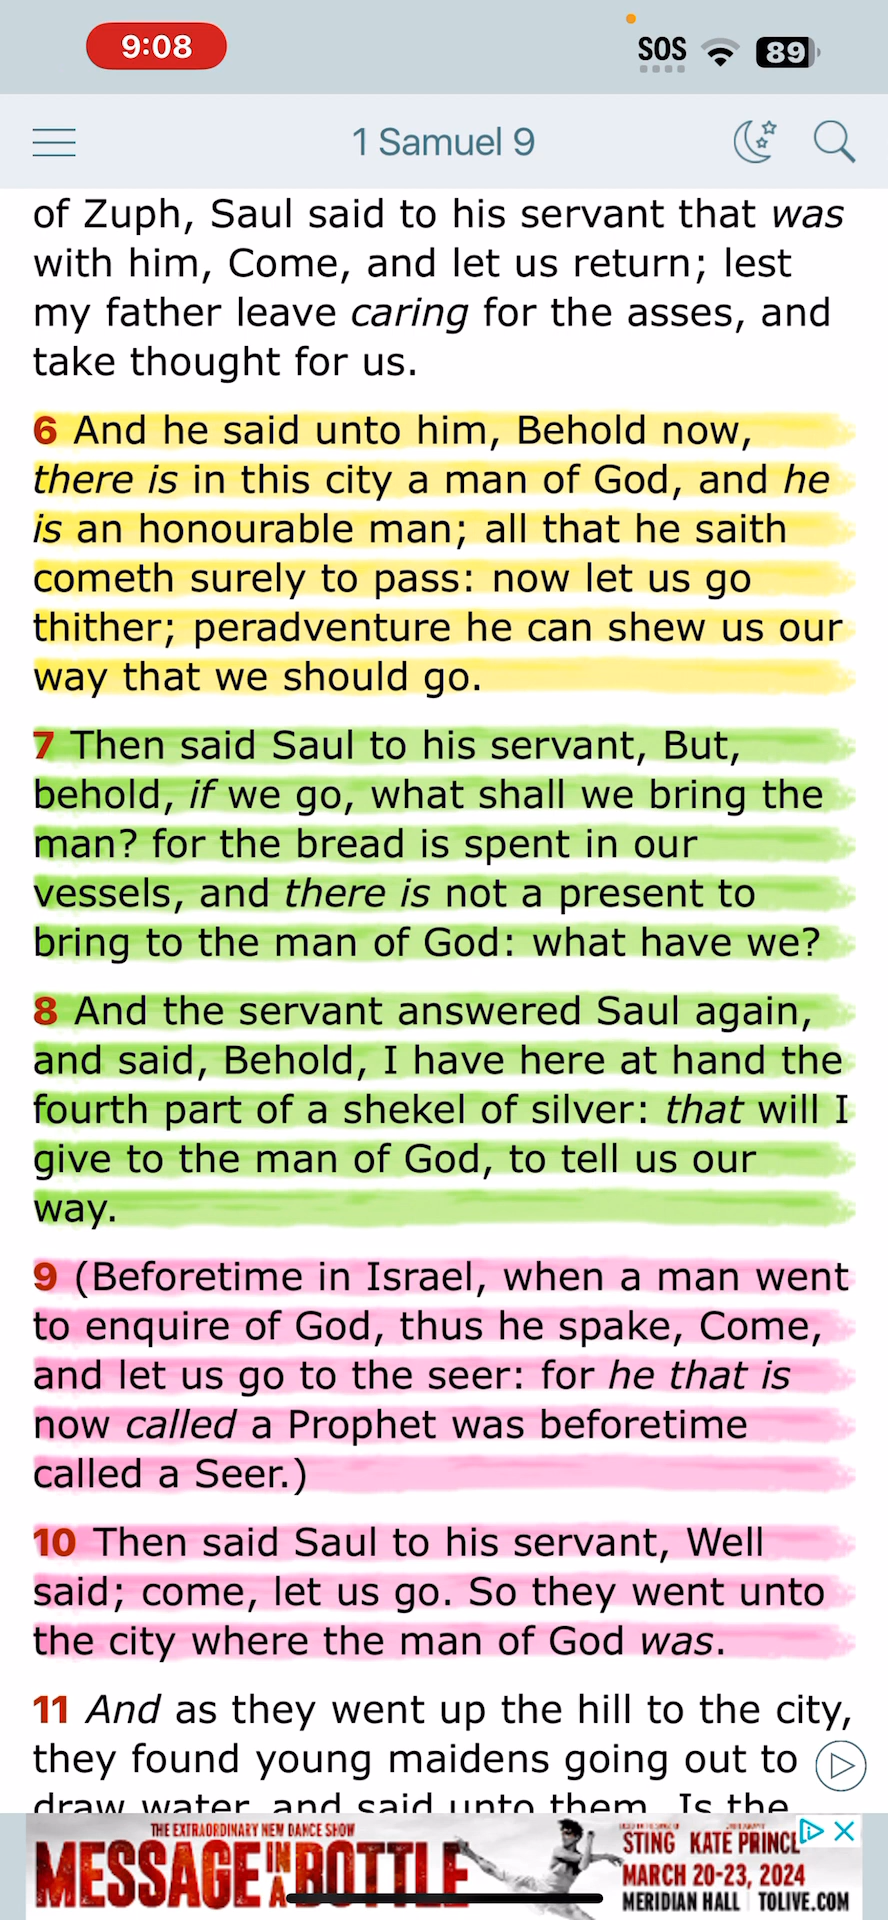 9:08
SOS
89
1 Samuel 9
of Zuph, Saul said to his servant that was
with him, Come, and let us return; lest
my father leave caring for the asses, and
take thought for us.
6 And he said unto him, Behold now,
there is in this city a man of God, and he
is an honourable man; all that he saith
cometh surely to pass: now let us go
thither; peradventure he can shew us our
way that we should go.
7 Then said Saul to his servant, But,
behold, if we go, what shall we bring the
man? for the bread is spent in our
vessels, and there is not a present to
bring to the man of God: what have we?
8 And the servant answered Saul again,
and said, Behold, I have here at hand the
fourth part of a shekel of silver: that will I
give to the man of God, to tell us our
way.
9 (Beforetime in Israel, when a man went
to enquire of God, thus he spake, Come,
and let us go to the seer: for he that is
now called a Prophet was beforetime
called a Seer.)
10 Then said Saul to his servant, Well
said; come, let us go. So they went unto
the city where the man of God was.
11 And as they went up the hill to the city,
they found young maidens going out to
draw water, and said unto them, Is the
THE EXTRAORDINARY NEW DANCE SHOW
MESSAGE IN A BOTTLE
STING KATE PRINCE
MARCH 20-23, 2024
MERIDIAN HALL TOLIVE.COM